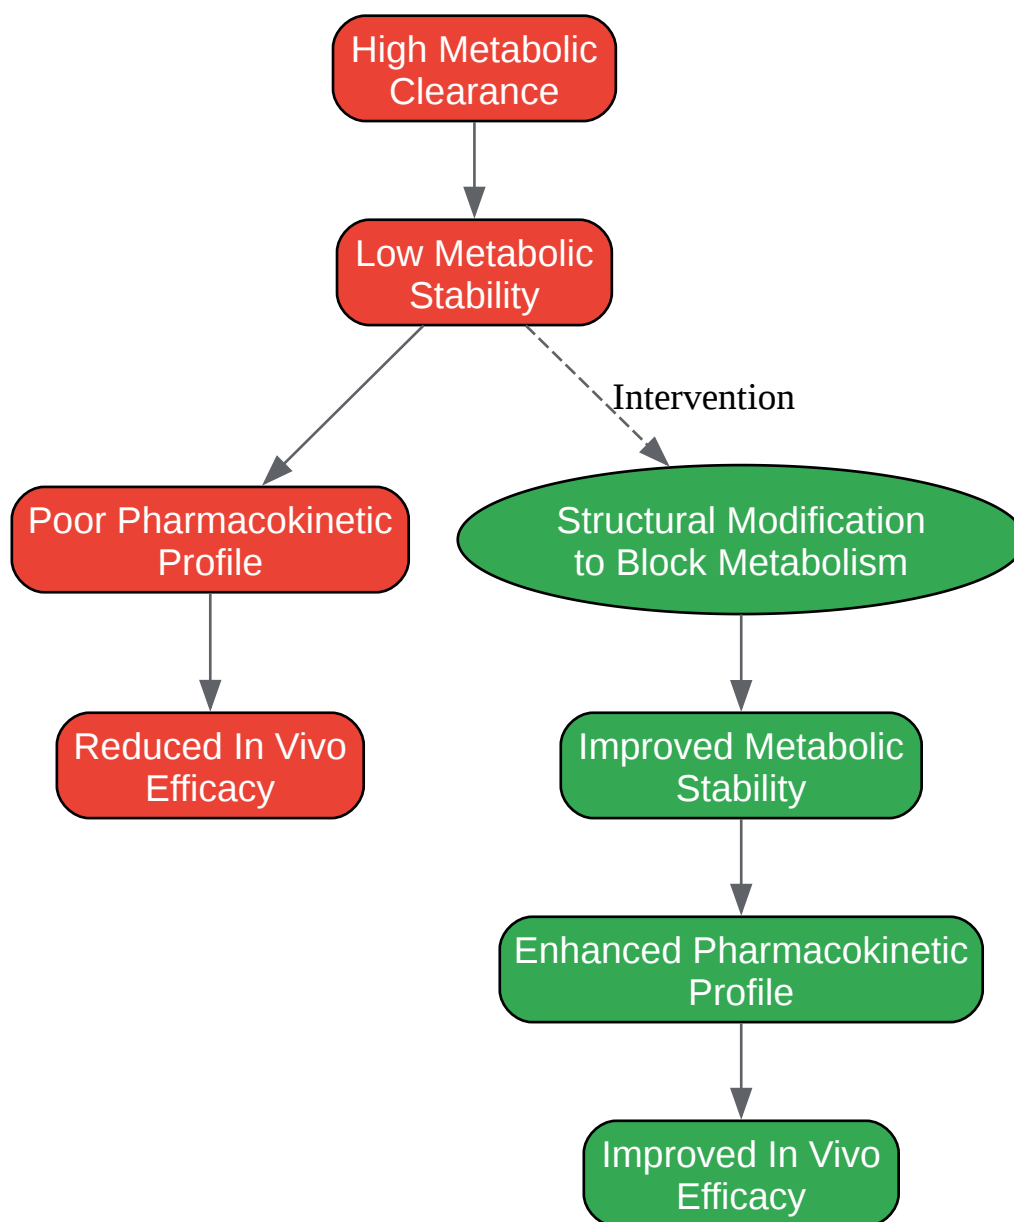 High Metabolic
Clearance
Low Metabolic
Stability
Intervention
Poor Pharmacokinetic
Profile
Structural Modification
to Block Metabolism
Reduced In Vivo
Efficacy
Improved Metabolic
Stability
Enhanced Pharmacokinetic
Profile
Improved In Vivo
Efficacy